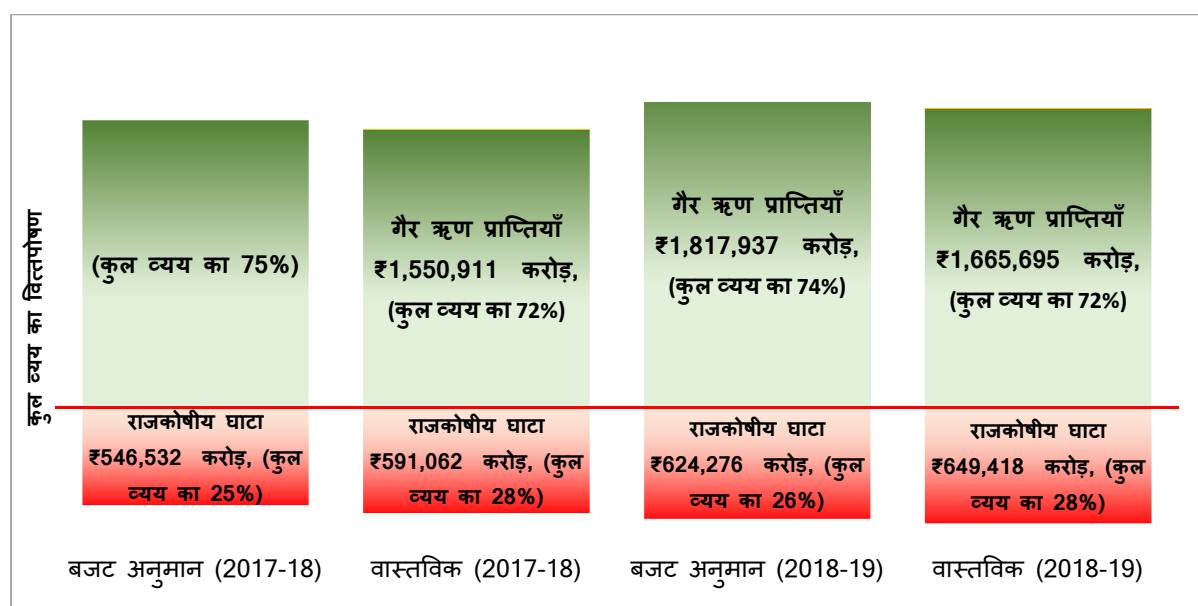 कुल व्यय का वित्तपोषण
(कुल व्यय का 75%)
राजकोषीय घाटा
₹546,532 करोड़, (कुल
व्यय का 25%)
बजट अनुमान (2017-18)
गैर ऋण प्राप्तियाँ
₹1,550,911 करोड़,
(कुल व्यय का 72%)
राजकोषीय घाटा
₹591,062 करोड़, (कुल
व्यय का 28%)
वास्तविक (2017-18)
गैर ऋण प्राप्तियाँ
₹1,817,937 करोड़,
(कुल व्यय का 74%)
राजकोषीय घाटा
₹624,276 करोड़, (कुल
व्यय का 26%)
बजट अनुमान (2018-19)
गैर ऋण प्राप्तियाँ
₹1,665,695 करोड़,
(कुल व्यय का 72%)
राजकोषीय घाटा
₹649,418 करोड़, (कुल
व्यय का 28%)
वास्तविक (2018-19)